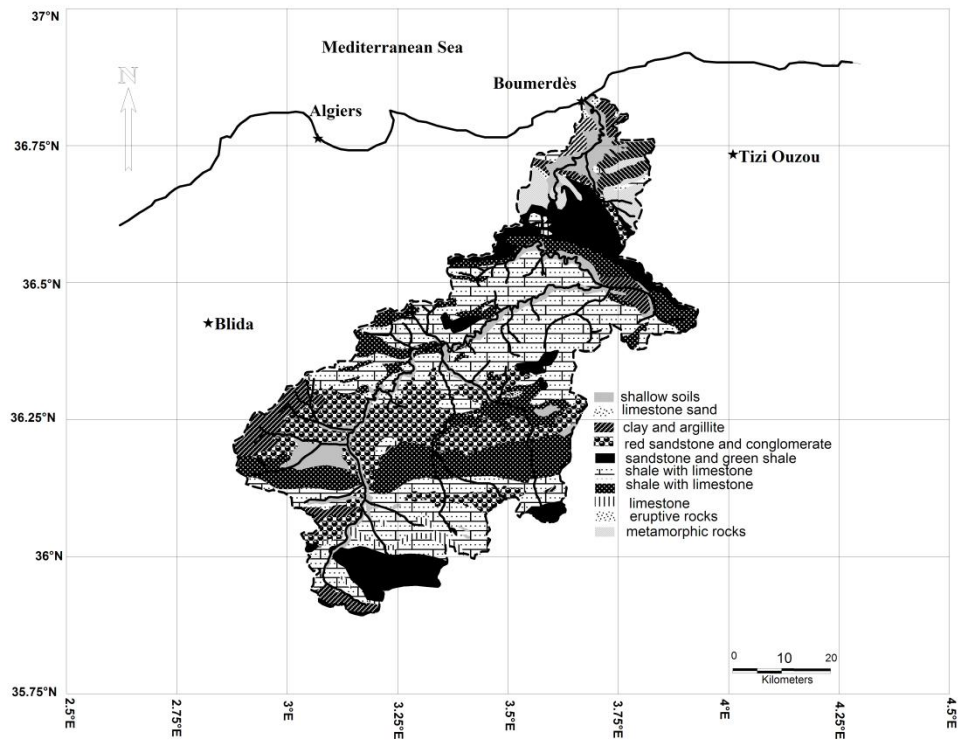 37°N
Mediterranean Sea
Boumerdès
N
Algiers
36.75°N
Tizi Ouzou
36.5°N
Blida
36.25°N
shallow soils
limestone sand
clay and argillite
red sandstone and conglomerate
sandstone and green shale
shale with limestone
shale with limestone
limestone
eruptive rocks
metamorphic rocks
36°N
0 10 20
Kilometers
35.75°N
2.5°E 2.75°E 3°E 3.25°E 3.5°E 3.75°E 4°E 4.25°E 4.5°E